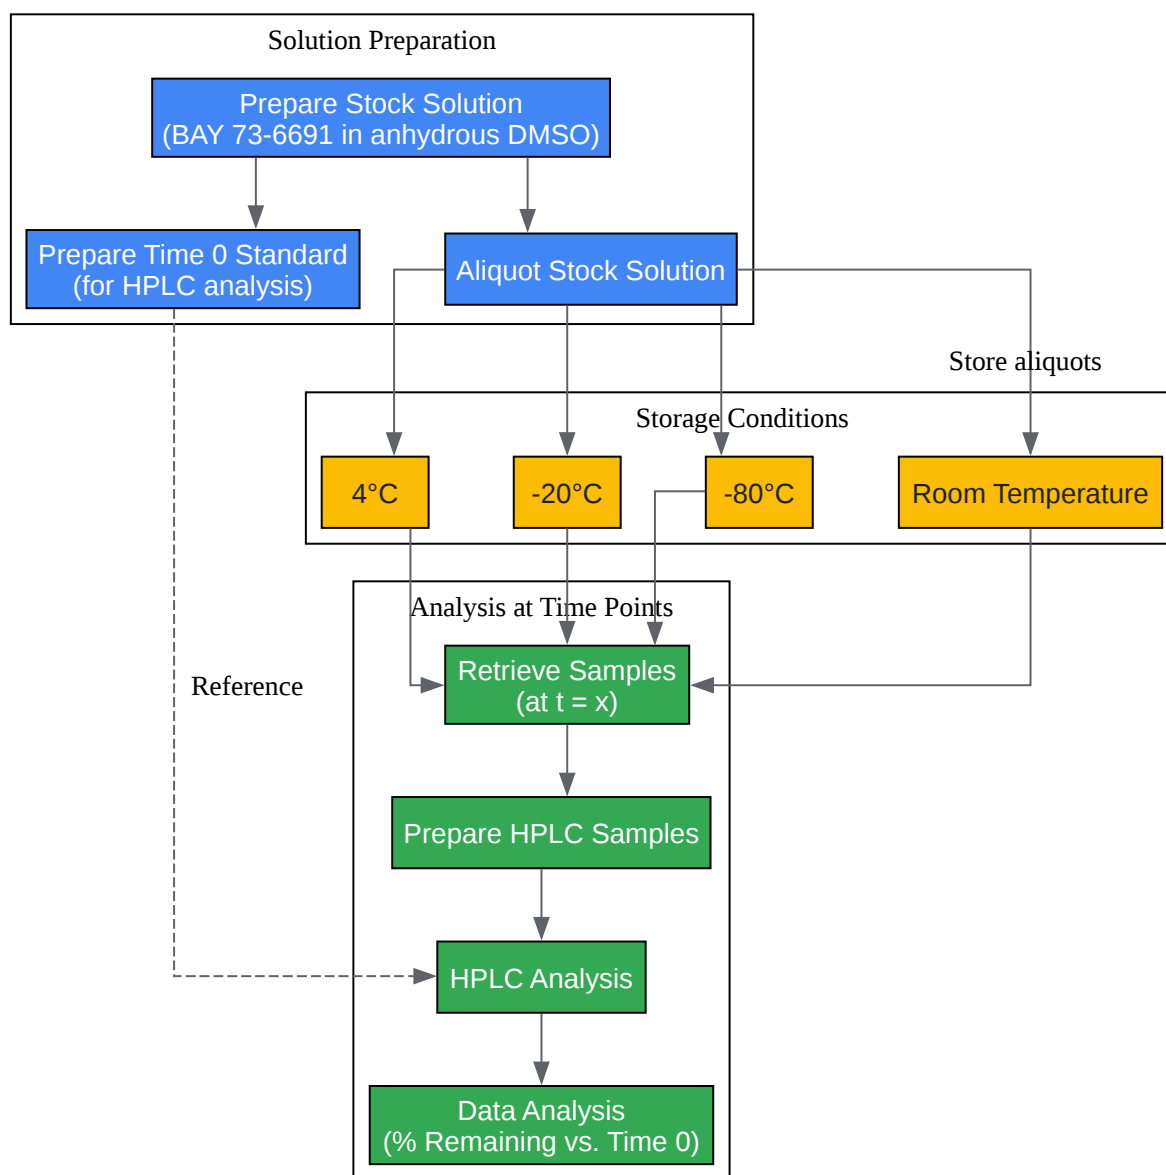 Solution Preparation
Prepare Stock Solution
(BAY 73-6691 in anhydrous DMSO)
Prepare Time 0 Standard
(for HPLC analysis)
Aliquot Stock Solution
Store aliquots
Storage Conditions
4°C
-20°C
-80°C
Room Temperature
Analysis at Time Points
Retrieve Samples
(at t = x)
Reference
Prepare HPLC Samples
HPLC Analysis
Data Analysis
(% Remaining vs. Time 0)